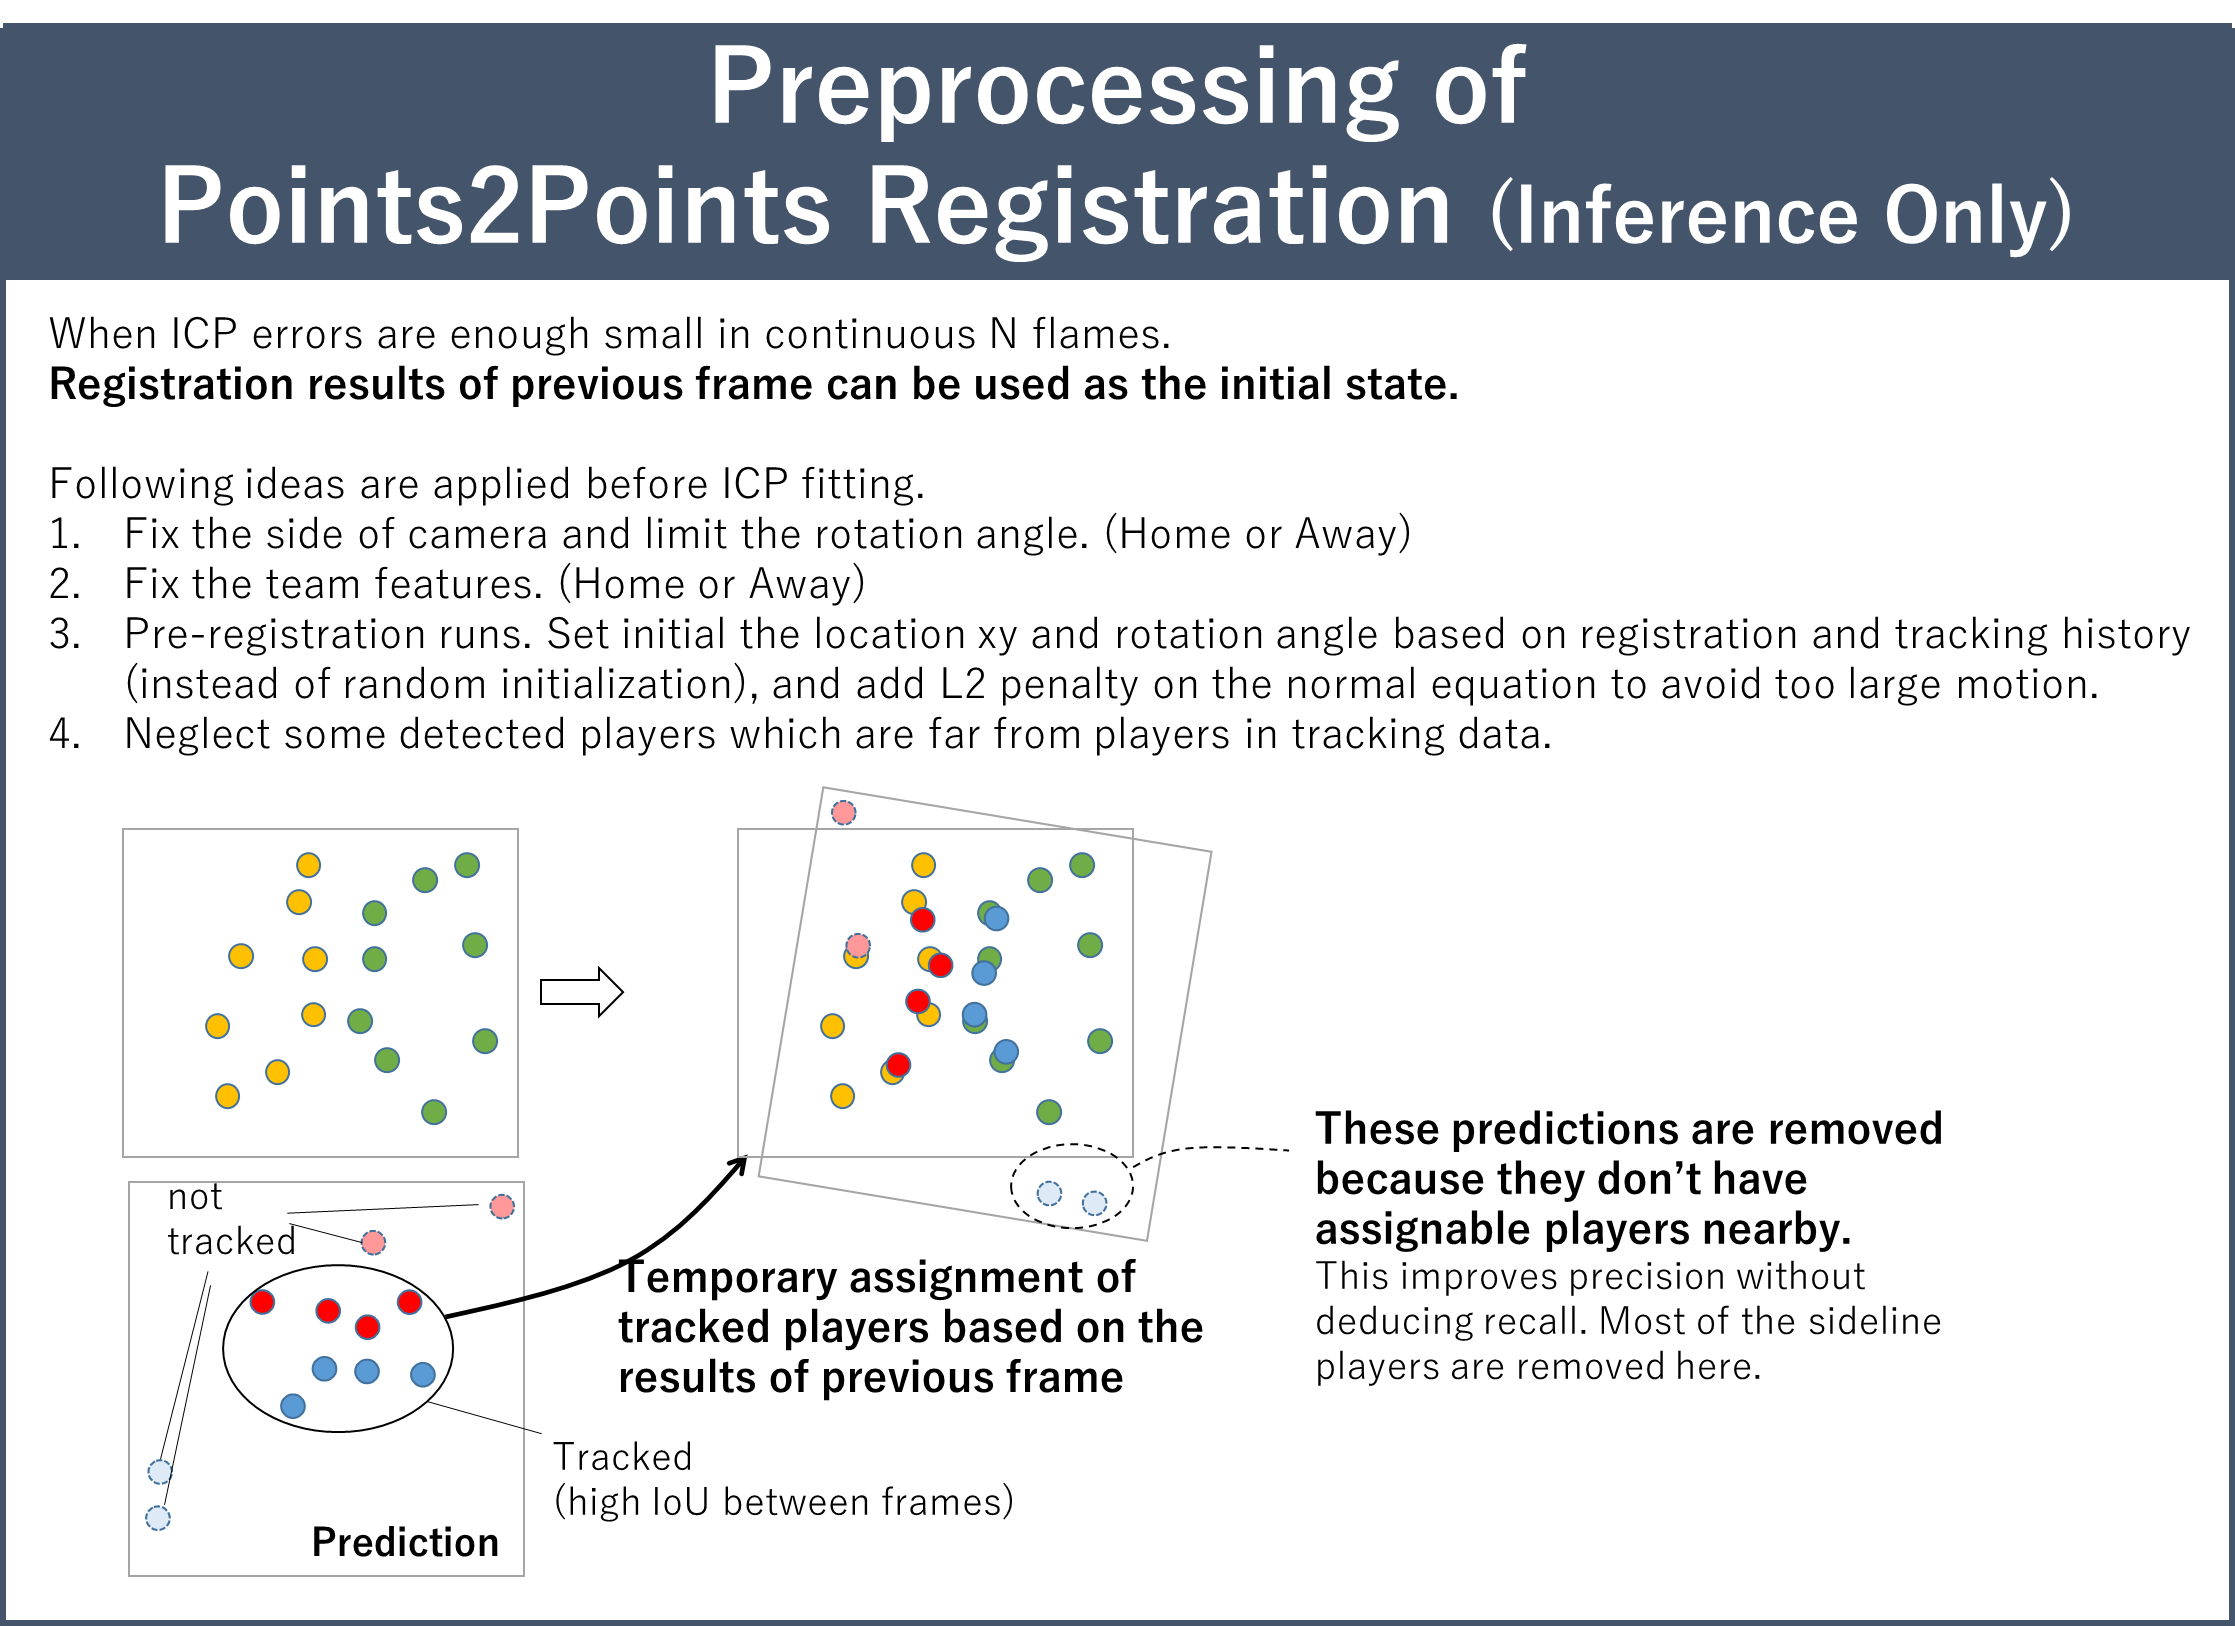 Preprocessing of
Points2Points Registration (Inference Only)
When ICP errors are enough small in continuous N flames.
Registration results of previous frame can be used as the initial state.
Following ideas are applied before ICP fitting.
1. Fix the side of camera and limit the rotation angle. (Home or Away)
2. Fix the team features. (Home or Away)
3. Pre-registration runs. Set initial the location xy and rotation angle based on registration and tracking history
(instead of random initialization), and add L2 penalty on the normal equation to avoid too large motion.
4. Neglect some detected players which are far from players in tracking data.
not
tracked
Prediction
Temporary assignment of
tracked players based on the
results of previous frame
Tracked
(high IoU between frames)
These predictions are removed
because they don't have
assignable players nearby.
This improves precision without
deducing recall. Most of the sideline
players are removed here.